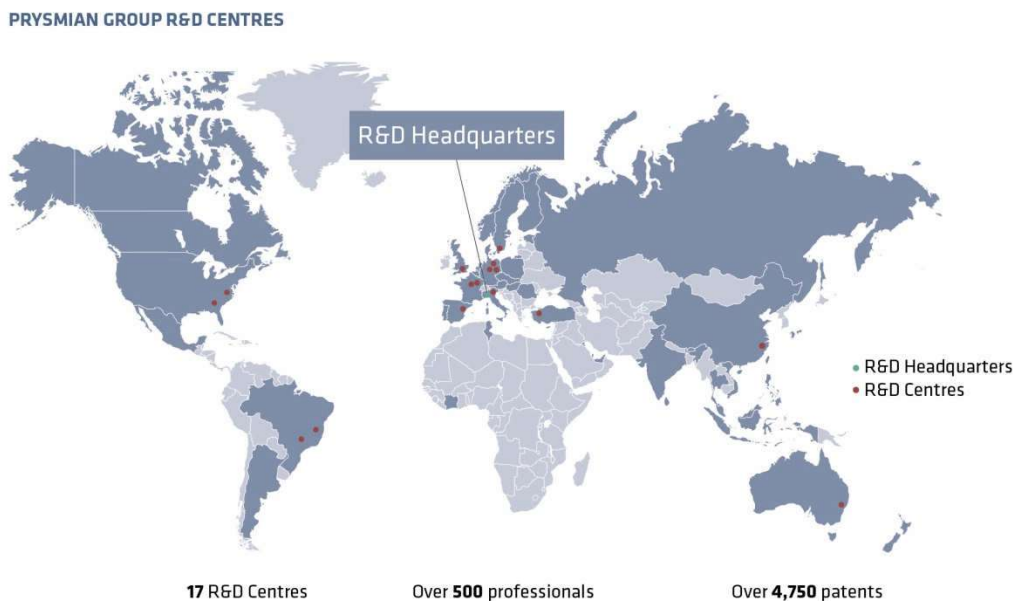 PRYSMIAN GROUP R&D CENTRES
R&D Headquarters
R&D Headquarters
R&D Centres
17 R&D Centres
Over 500 professionals
Over 4,750 patents